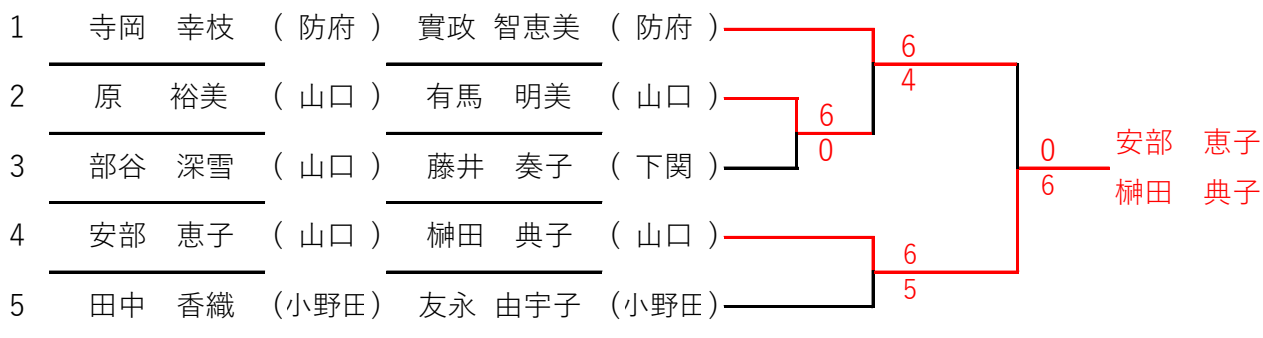 1 寺岡 幸枝 ( 防府 ) 實政 智恵美 ( 防府 )
6
2 原 裕美 ( 山口 ) 有馬 明美 ( 山口 )
4
6
安部 恵子
0
0
3 部谷 深雪 ( 山口 ) 藤井 奏子 ( 下関 )
6
榊田 典子
4 安部 恵子 ( 山口 ) 榊田 典子 ( 山口 )
6
5
5 田中 香織 (小野田) 友永 由宇子 (小野田)